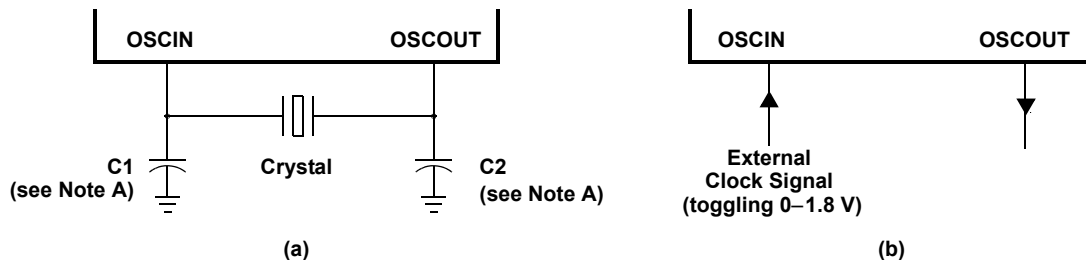 OSCIN OSCOUT
C1
(see Note A)
Crystal
C2
(see Note A)
(a)
OSCIN OSCOUT
External
Clock Signal
(toggling 0–1.8 V)
(b)